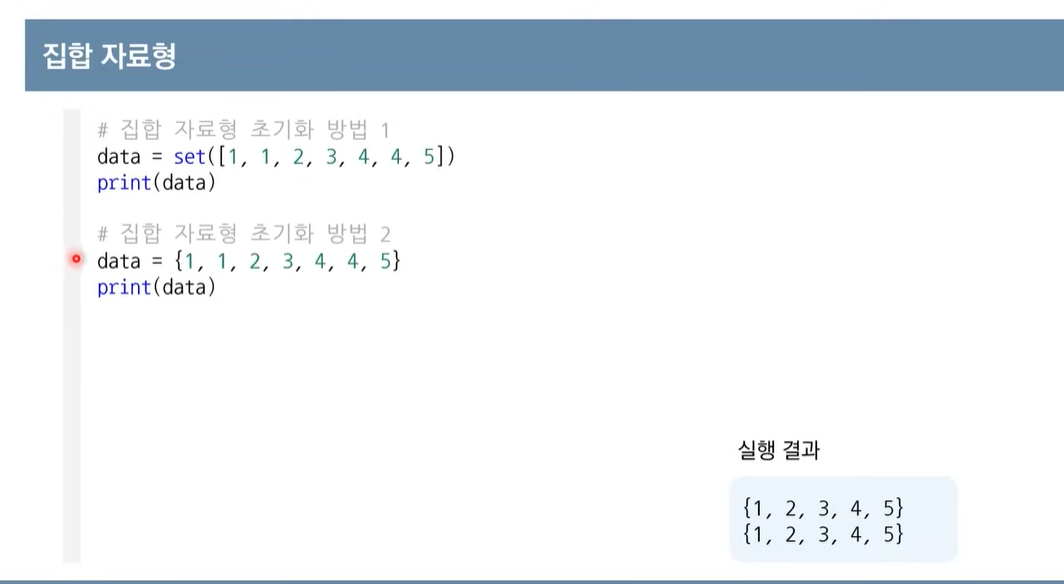 집합 자료형
# 집합 자료형 초기화 방법 1
data = set([1, 1, 2, 3, 4, 4, 5])
print(data)
# 집합 자료형 초기화 방법 2
data = {1, 1, 2, 3, 4, 4, 5}
print(data)
실행 결과
{1, 2, 3, 4, 5}
{1, 2, 3, 4, 5}